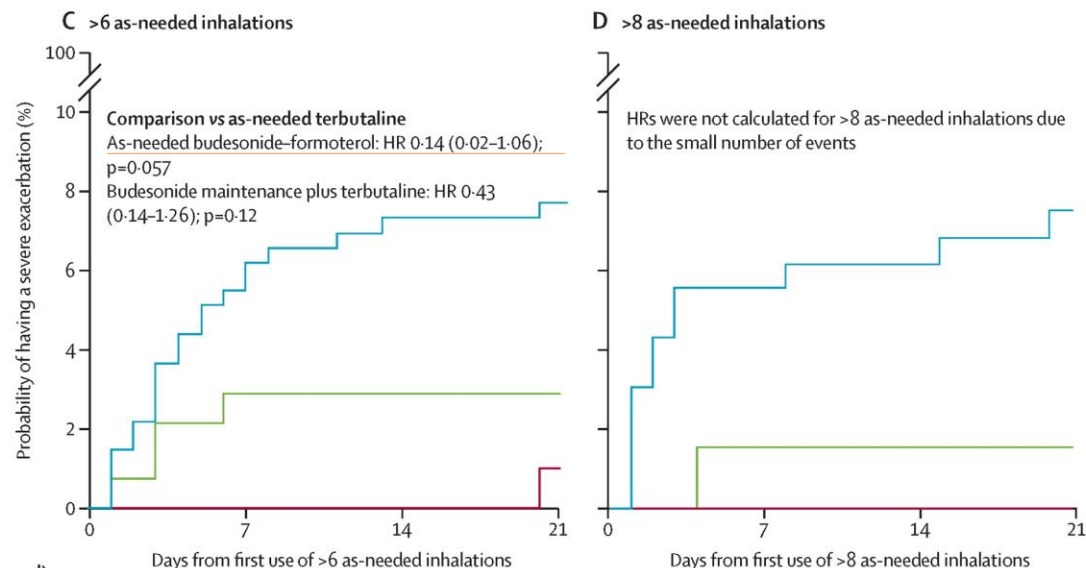 C >6 as-needed inhalations
Probability of having a severe exacerbation (%)
100
10
8
6
4
2
0
Comparison vs as-needed terbutaline
As-needed budesonide–formoterol: HR 0·14 (0·02–1·06);
p=0·057
Budesonide maintenance plus terbutaline: HR 0·43
(0·14–1·26); p=0·12
0 7 14 21
Days from first use of >6 as-needed inhalations
D >8 as-needed inhalations
HRs were not calculated for >8 as-needed inhalations due
to the small number of events
0 7 14 21
Days from first use of >8 as-needed inhalations